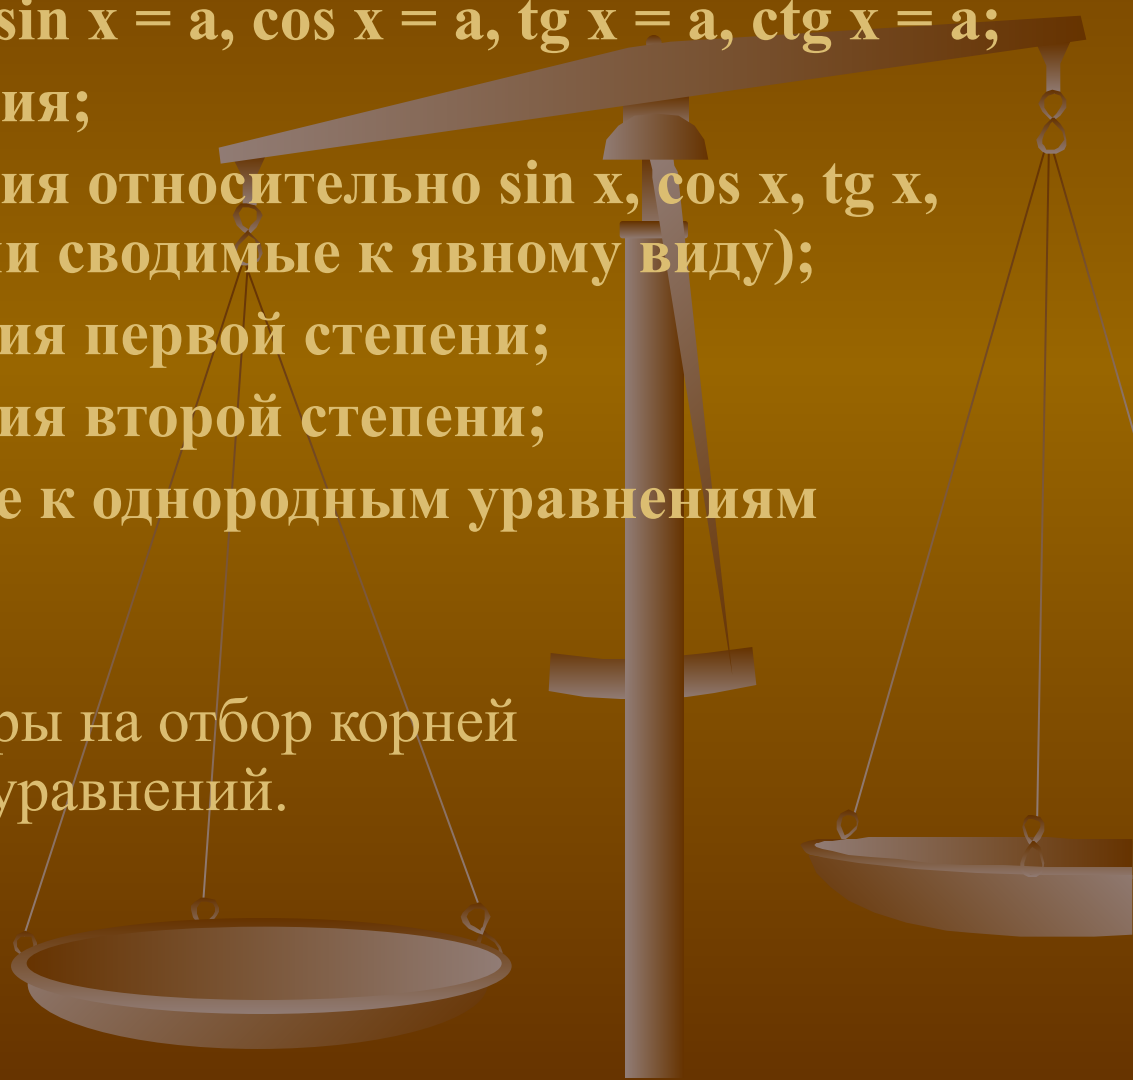 sin x = a, cos x = a, tg x = a, ctg x = a;
ия;
ия относительно sin x, cos x, tg x,
и сводимые к явному виду);
ия первой степени;
ия второй степени;
е к однородным уравнениям
ры на отбор корней
уравнений.